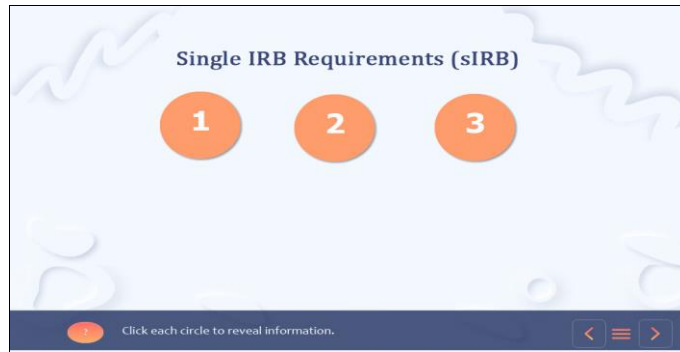 Single IRB Requirements (sIRB)
1 2 3
? Click each circle to reveal information.